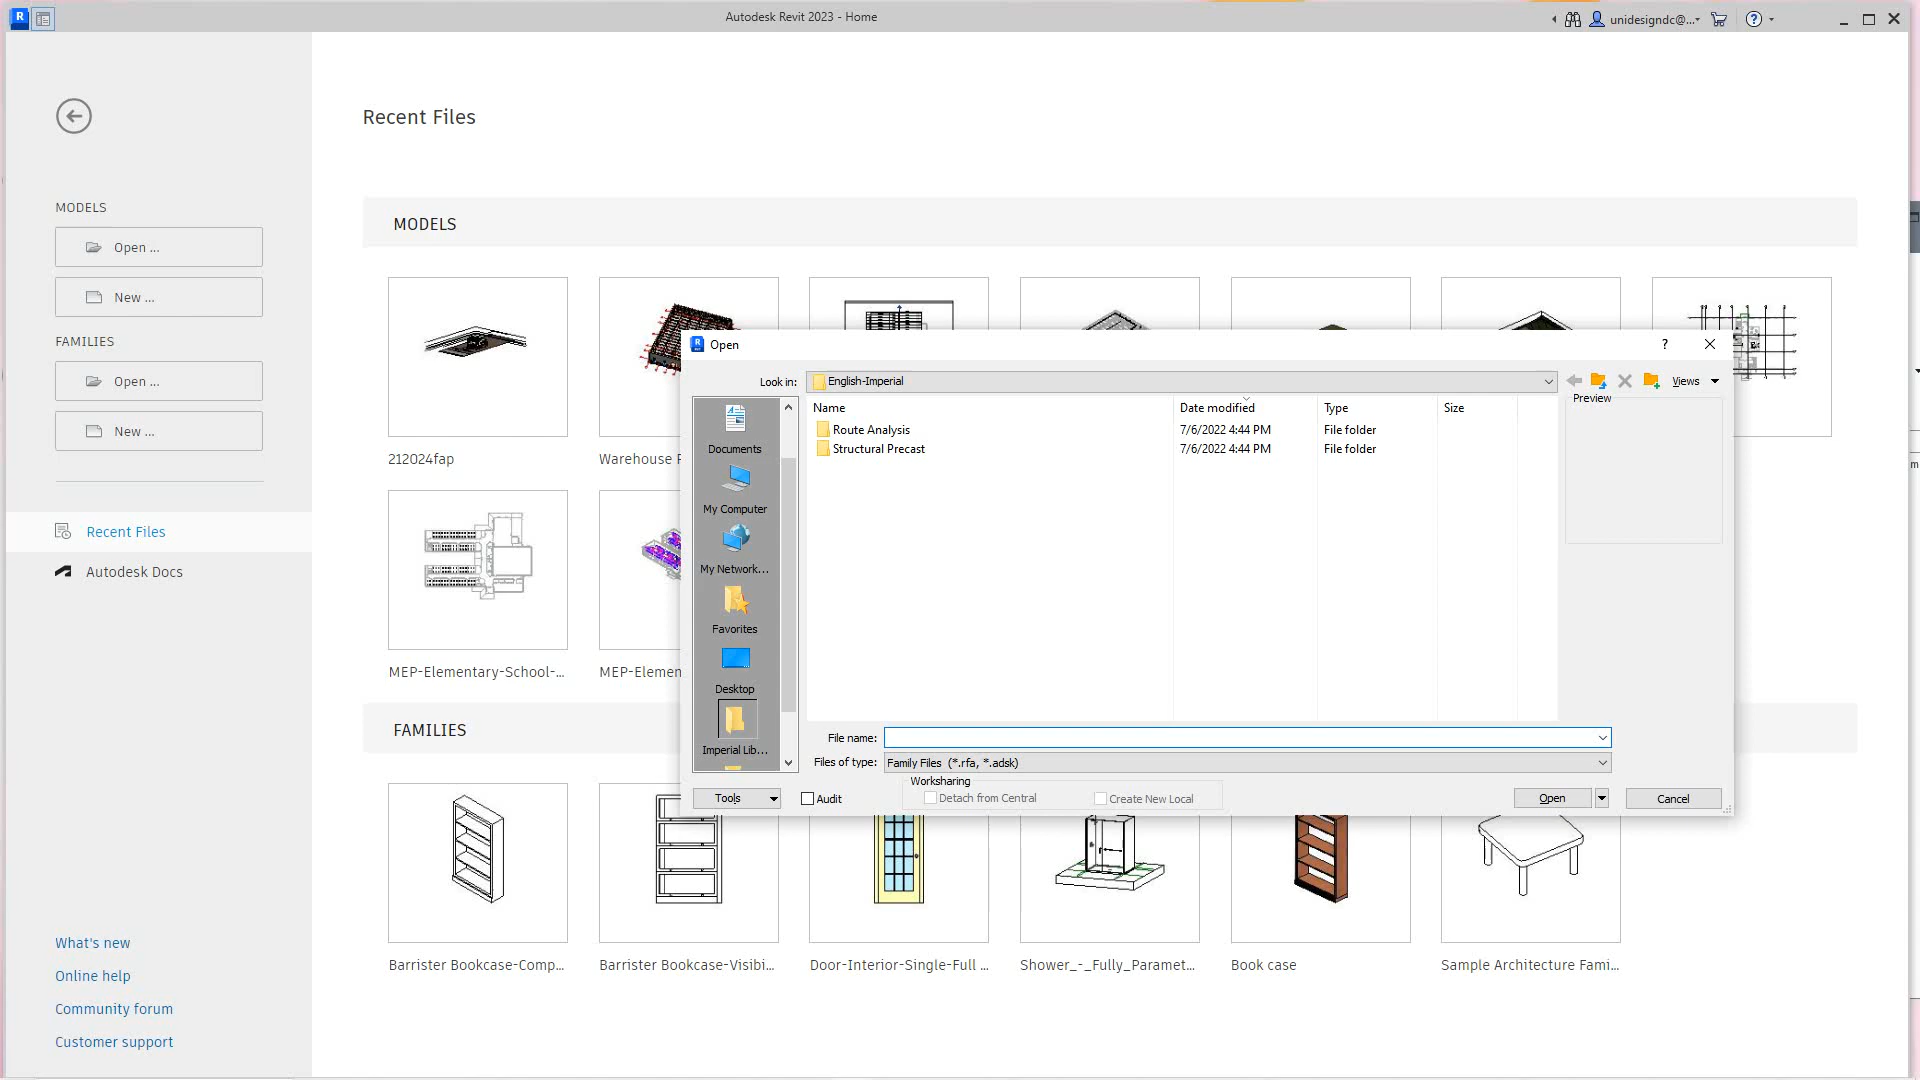 Autodesk Revit 2023 - Home
unidesigndc@...
Recent Files
MODELS
Open ...
New ...
FAMILIES
Open ...
New ...
Recent Files
Autodesk Docs
What's new
Online help
Community forum
Customer support
MODELS
212024fap
Warehouse
MEP-Elementary-School-...
MEP-Elemen
FAMILIES
Barrister Bookcase-Comp...
Barrister Bookcase-Visibi...
Door-Interior-Single-Full ...
Shower_-_Fully_Paramet...
Book case
Sample Architecture Fami...
Open
?
Look in:
English-Imperial
Views
Documents
My Computer
My Network...
Favorites
Desktop
Imperial Lib...
Name
Date modified
Type
Size
Route Analysis
7/6/2022 4:44 PM
File folder
Structural Precast
7/6/2022 4:44 PM
File folder
Preview
File name:
Files of type:
Family Files (*.rfa, *.adsk)
Worksharing
Tools
Audit
Detach from Central
Create New Local
Open
Cancel